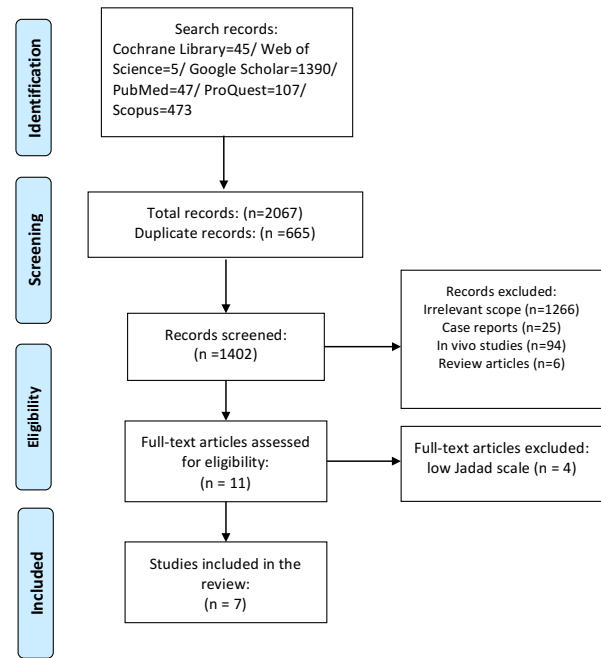 Identification
Search records:
Cochrane Library=45/ Web of
Science=5/ Google Scholar=1390/
PubMed=47/ ProQuest=107/
Scopus=473
Screening
Total records: (n=2067)
Duplicate records: (n =665)
Records screened:
(n =1402)
Records excluded:
Irrelevant scope (n=1266)
Case reports (n=25)
In vivo studies (n=94)
Review articles (n=6)
Eligibility
Full-text articles assessed
for eligibility:
(n = 11)
Full-text articles excluded:
low Jadad scale (n = 4)
Included
Studies included in the
review:
(n = 7)